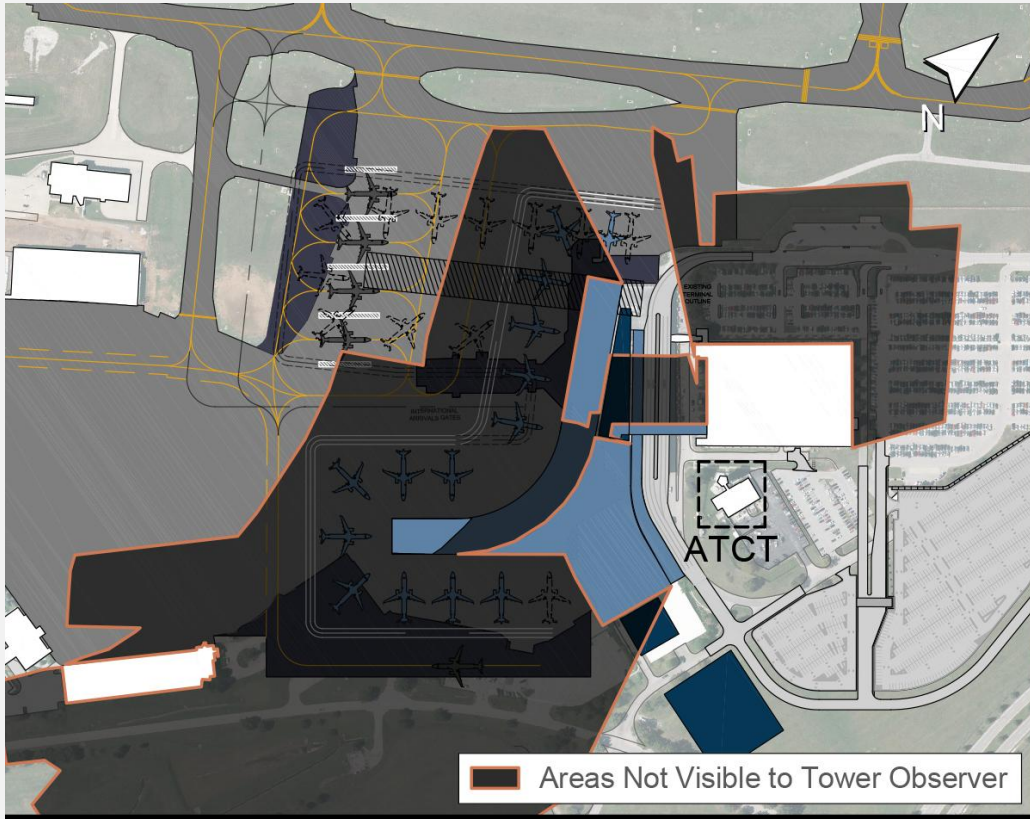 N
EXISTING
TERMINAL
OUTLINE
INTERNATIONAL
ARRIVALS GATES
ATCT
Areas Not Visible to Tower Observer